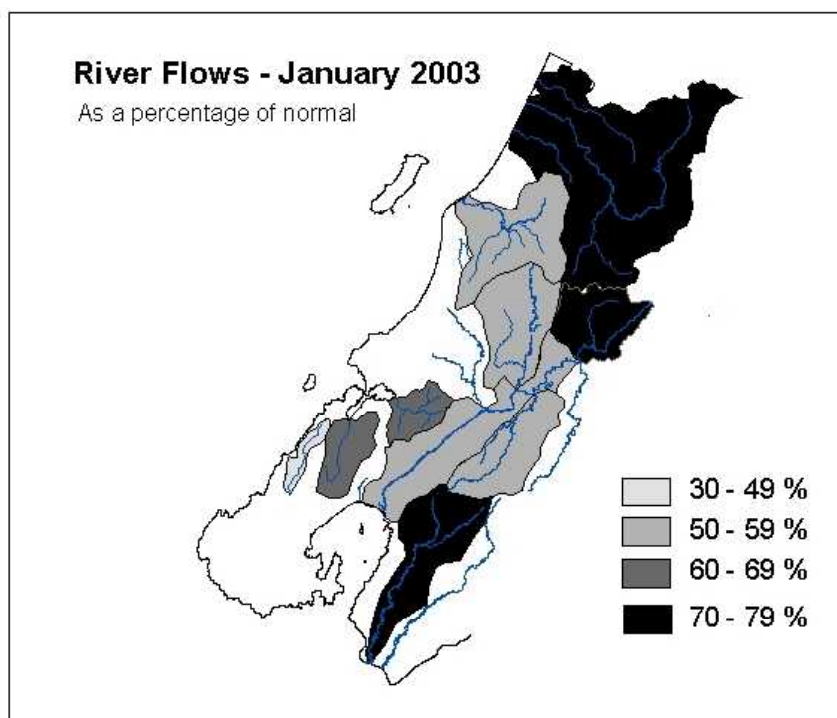 River Flows - January 2003
As a percentage of normal
30 - 49 %
50 - 59 %
60 - 69 %
70 - 79 %